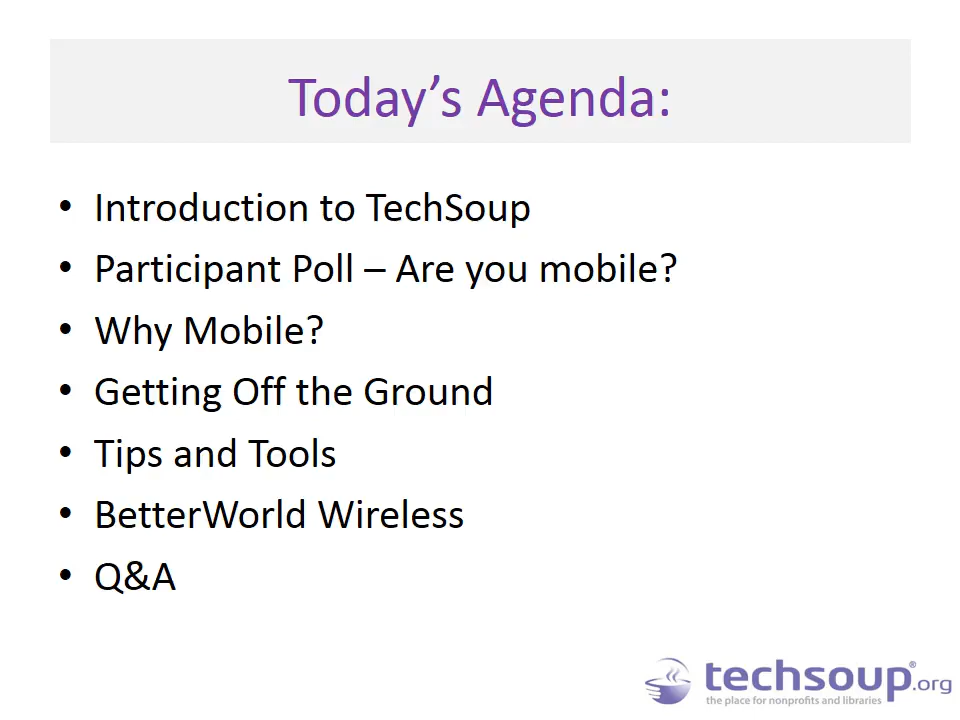 Today’s Agenda:
• Introduction to TechSoup
• Participant Poll – Are you mobile?
• Why Mobile?
• Getting Off the Ground
• Tips and Tools
• BetterWorld Wireless
• Q&A
techsoup®.org
the place for nonprofits and libraries